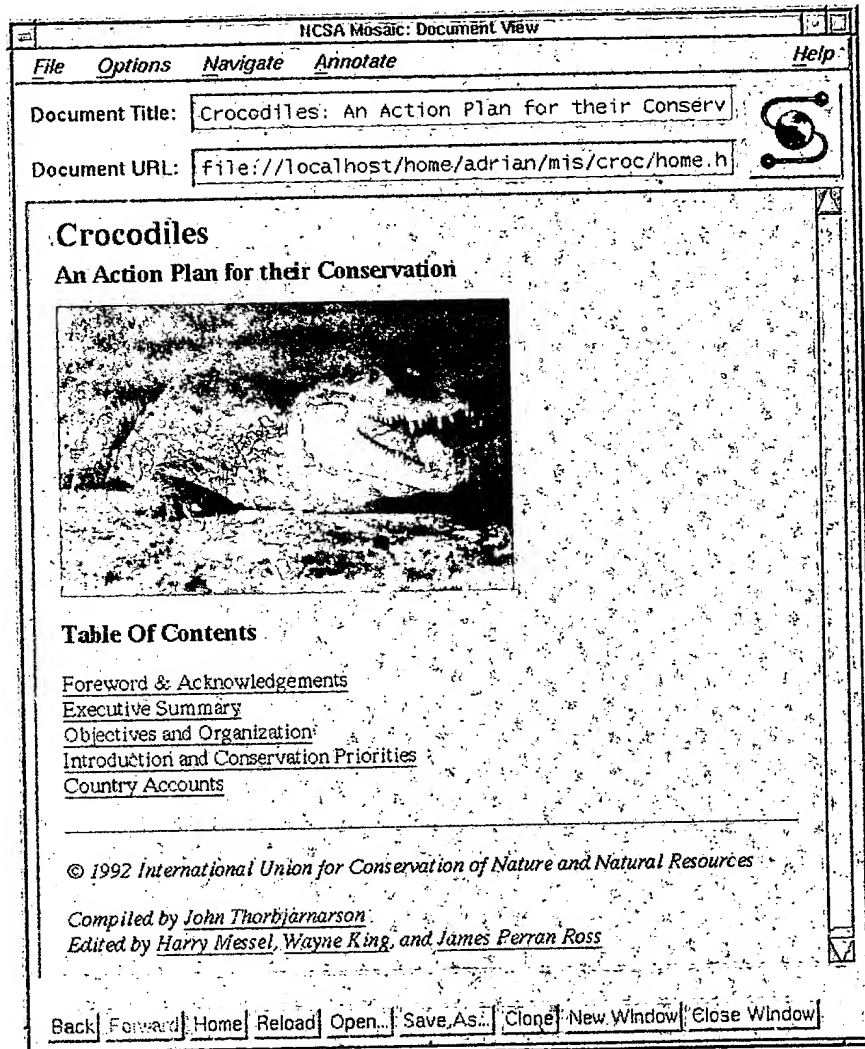 NCSA Mosaic: Document View
File Options Navigate Annotate Help
Document Title: Crocodiles: An Action Plan for their Conserv
Document URL: file://localhost/home/adrian/mis/croc/home.h
Crocodiles
An Action Plan for their Conservation
Table Of Contents
Foreword & Acknowledgements
Executive Summary
Objectives and Organization
Introduction and Conservation Priorities
Country Accounts
© 1992 International Union for Conservation of Nature and Natural Resources
Compiled by John Thorbjarnarson
Edited by Harry Messel, Wayne King, and James Perran Ross
Back Forward Home Reload Open... Save As... Clone New Window Close Window